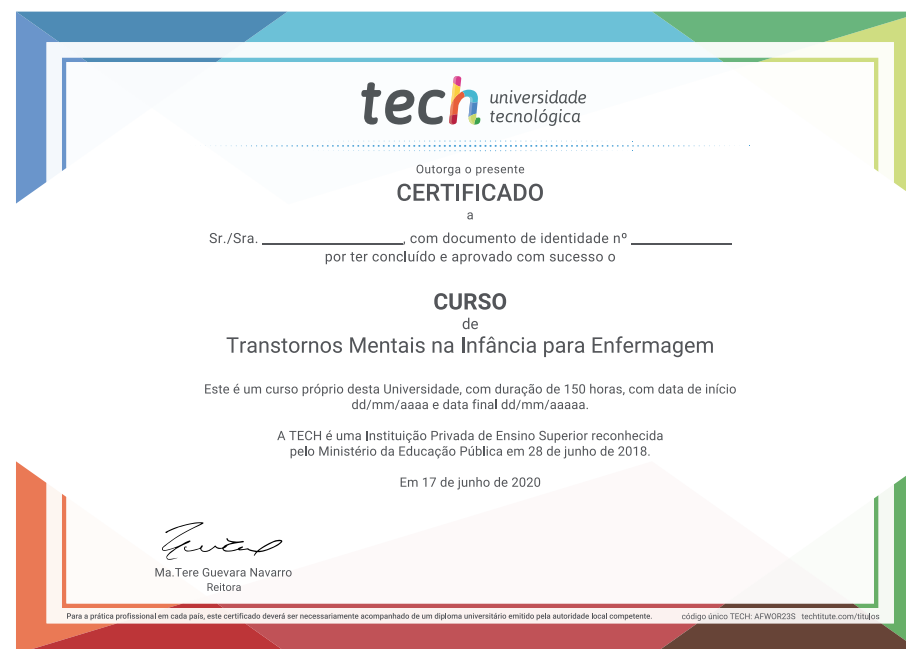 tech universidade
tecnológica
Outorga o presente
CERTIFICADO
a
Sr./Sra. ________________, com documento de identidade nº ____________
por ter concluído e aprovado com sucesso o
CURSO
de
Transtornos Mentais na Infância para Enfermagem
Este é um curso próprio desta Universidade, com duração de 150 horas, com data de início
dd/mm/aaaa e data final dd/mm/aaaaa.
A TECH é uma Instituição Privada de Ensino Superior reconhecida
pelo Ministério da Educação Pública em 28 de junho de 2018.
Em 17 de junho de 2020
Ma.Tere Guevara Navarro
Reitora
Para a prática profissional em cada país, este certificado deverá ser necessariamente acompanhado de um diploma universitário emitido pela autoridade local competente. código único TECH: AFWOR23S techtitute.com/titulos